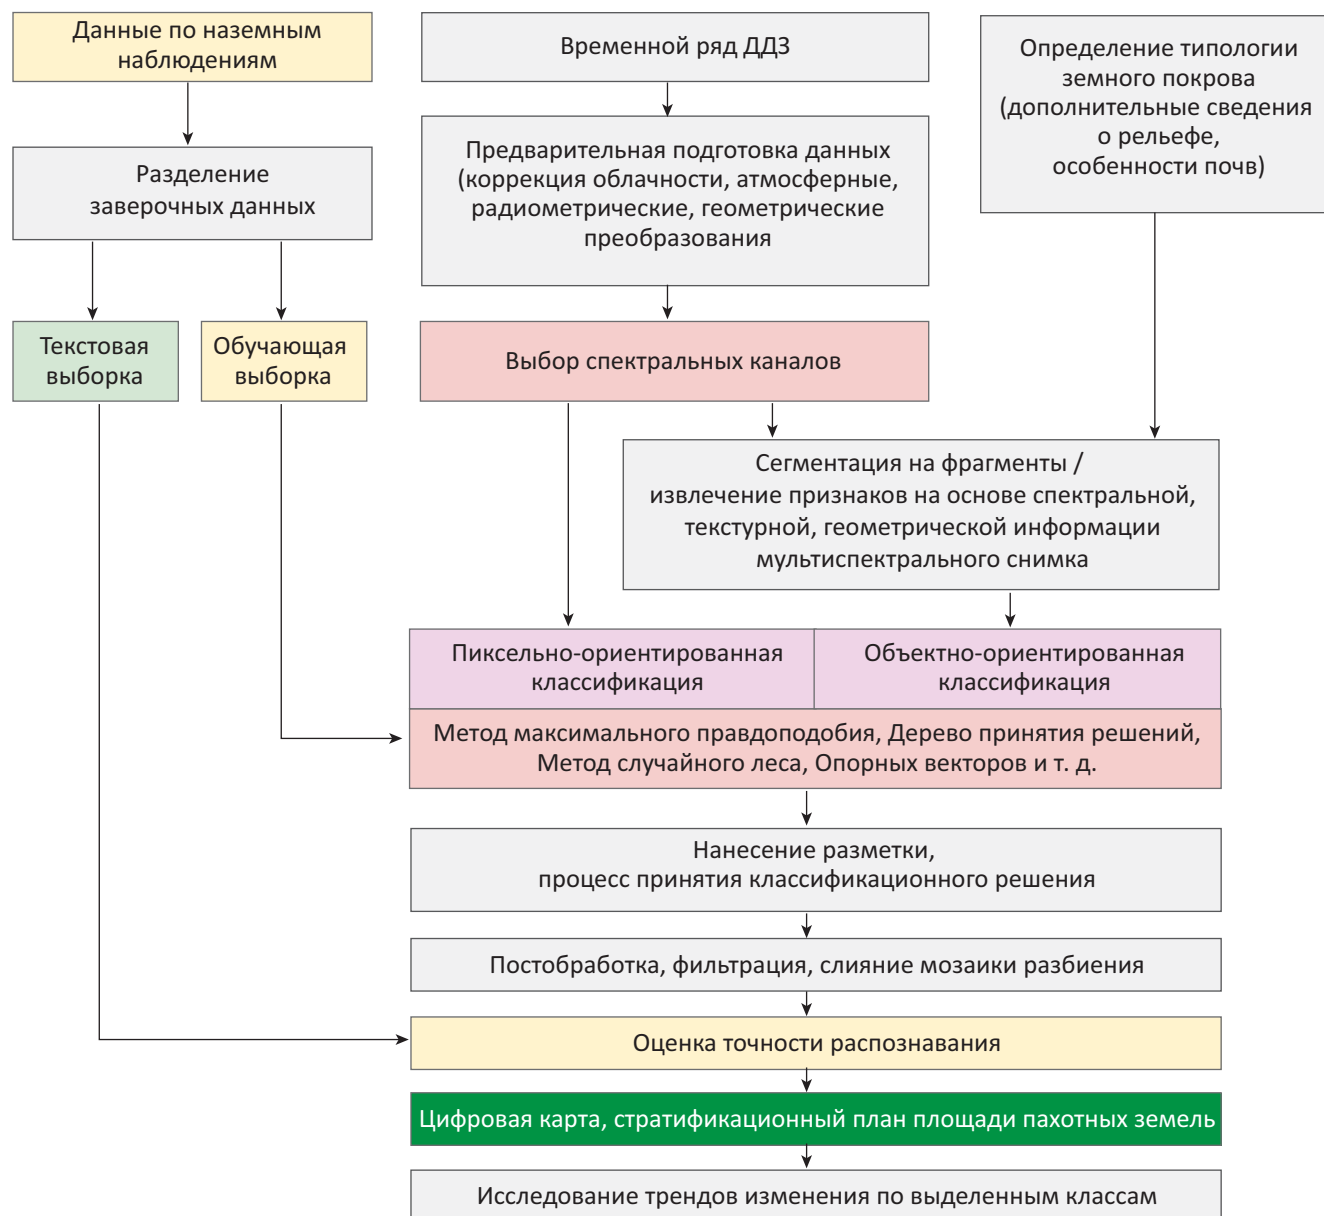 Данные по наземным
наблюдениям
Временной ряд ДДЗ
Определение типологии
земного покрова
(дополнительные сведения
о рельефе,
особенности почв)
Разделение
заверочных данных
Предварительная подготовка данных
(коррекция облачности, атмосферные,
радиометрические, геометрические
преобразования
Текстовая
выборка
Обучающая
выборка
Выбор спектральных каналов
Сегментация на фрагменты /
извлечение признаков на основе спектральной,
текстурной, геометрической информации
мультиспектрального снимка
Пиксельно-ориентированная
классификация
Объектно-ориентированная
классификация
Метод максимального правдоподобия, Дерево принятия решений,
Метод случайного леса, Опорных векторов и т. д.
Нанесение разметки,
процесс принятия классификационного решения
Постобработка, фильтрация, слияние мозаики разбиения
Оценка точности распознавания
Цифровая карта, стратификационный план площади пахотных земель
Исследование трендов изменения по выделенным классам